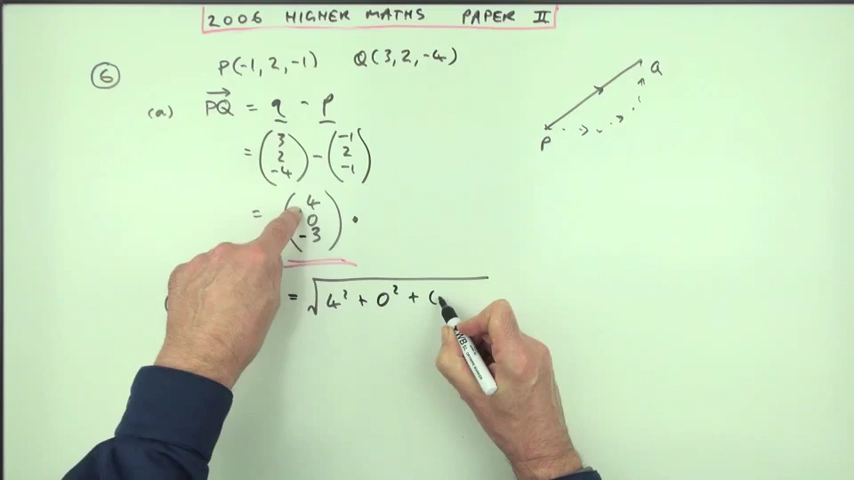 2006 HIGHER MATHS PAPER II
6 P(-1, 2, -1) Q(3, 2, -4)
(a) PQ = q - p
= (3 2 -4) - (-1 2 -1)
= (4 0 -3)
= √4² + 0² + (
P Q